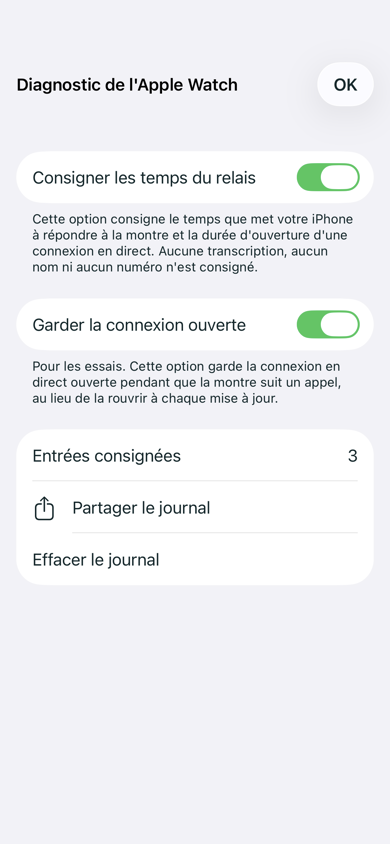 Diagnostic de l'Apple Watch
OK
Consigner les temps du relais
Cette option consigne le temps que met votre iPhone
à répondre à la montre et la durée d'ouverture d'une
connexion en direct. Aucune transcription, aucun
nom ni aucun numéro n'est consigné.
Garder la connexion ouverte
Pour les essais. Cette option garde la connexion en
direct ouverte pendant que la montre suit un appel,
au lieu de la rouvrir à chaque mise à jour.
Entrées consignées 3
Partager le journal
Effacer le journal